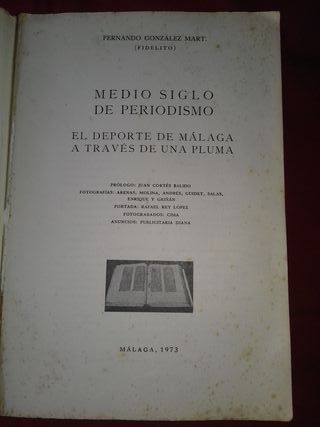 FERNANDO GONZÁLEZ MART.
(FIDELITO)
MEDIO SIGLO
DE PERIODISMO
EL DEPORTE DE MÁLAGA
A TRAVÉS DE UNA PLUMA
PRÓLOGO: JUAN CORTÉS SALIDO
FOTOGRAFÍAS: ARENAS, MOLINA, ANDRÉS, GUIDET, SALAS,
ENRIQUE Y GRIÑÁN
PORTADA: RAFAEL REY LÓPEZ
FOTOGRABADOS: CIMA
ANUNCIOS: PUBLICITARIA DIANA
MÁLAGA, 1973